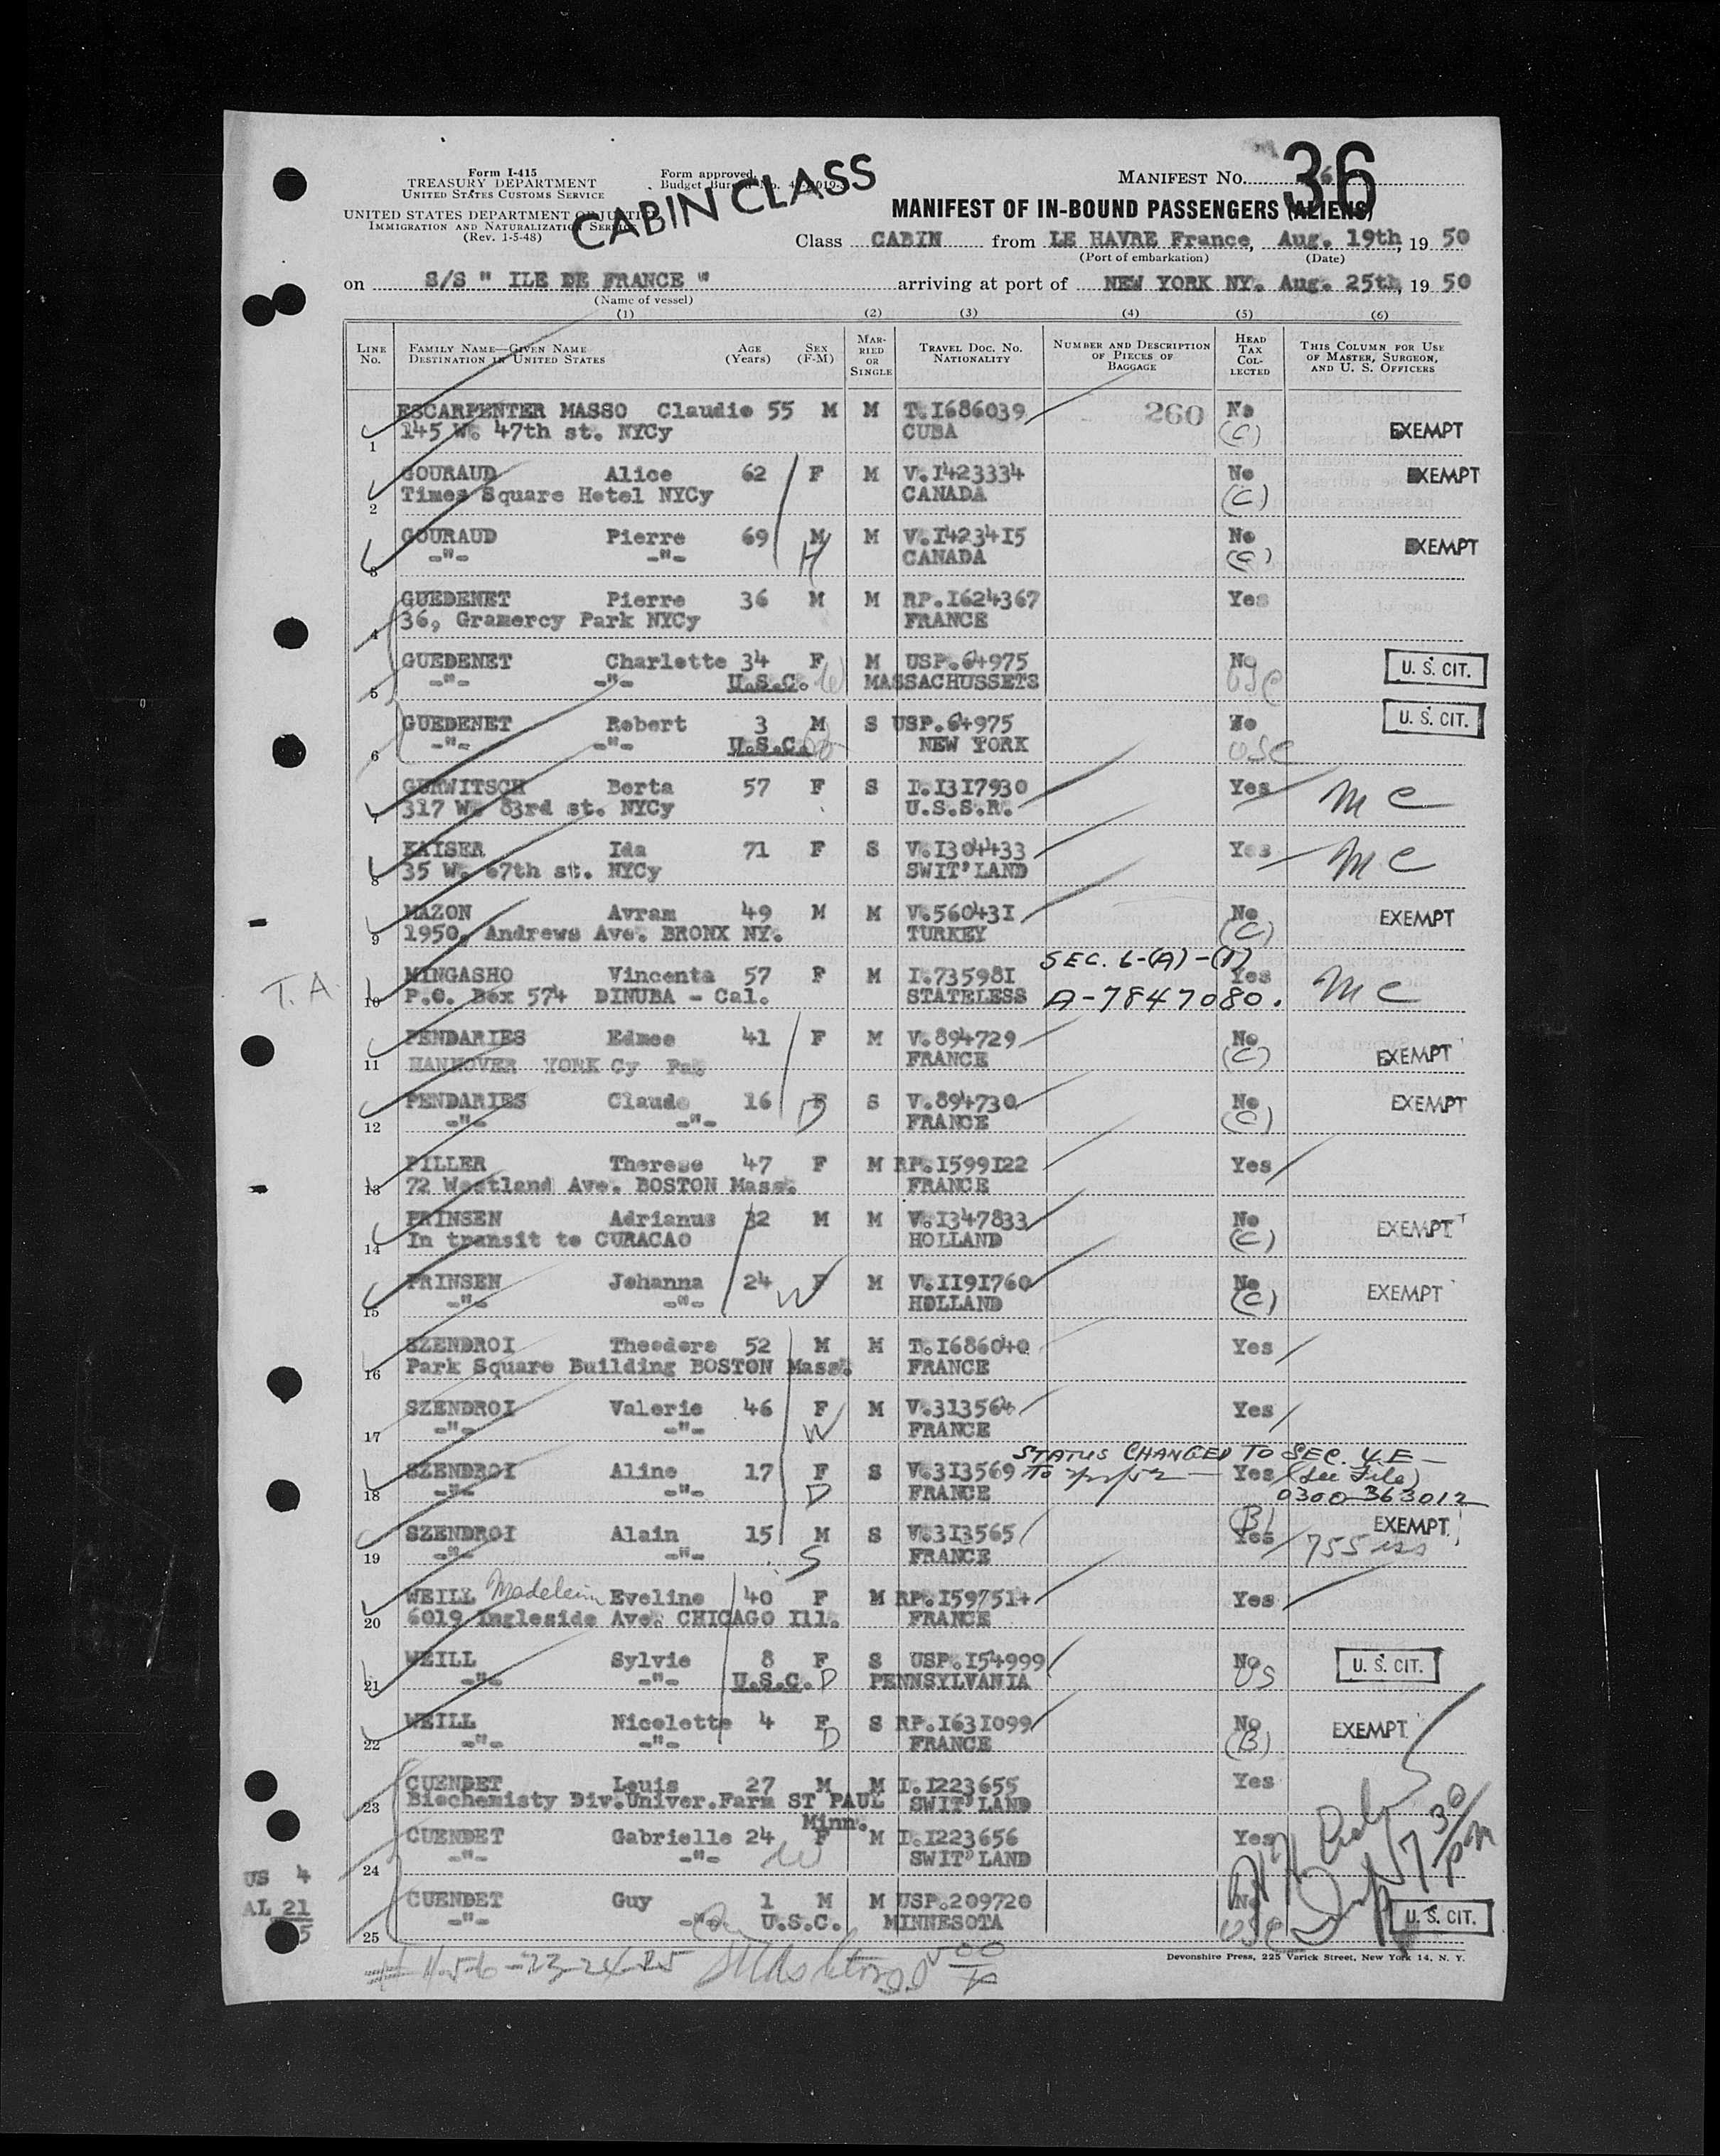 Form I-415
TREASURY DEPARTMENT
UNITED STATES CUSTOMS SERVICE
UNITED STATES DEPARTMENT OF JUSTICE
IMMIGRATION AND NATURALIZATION SERVICE
(Rev. 1-5-48)
Form approved.
Budget Bureau No.
CABIN CLASS
MANIFEST NO. 36
MANIFEST OF IN-BOUND PASSENGERS (ALIENS)
Class CABIN from LE HAVRE France, Aug. 19th, 19 50
(Port of embarkation) (Date)
on S/S " ILE DE FRANCE " arriving at port of NEW YORK NY. Aug. 25th, 19 50
(Name of vessel)
(1) (2) (3) (4) (5) (6)
LINE No. FAMILY NAME—GIVEN NAME DESTINATION IN UNITED STATES AGE (Years) SEX (F-M) MARRIED OR SINGLE TRAVEL DOC. NO. NATIONALITY NUMBER AND DESCRIPTION OF PIECES OF BAGGAGE HEAD TAX COLLECTED THIS COLUMN FOR USE OF MASTER, SURGEON, AND U. S. OFFICERS
ESCARPENTER MASSO Claudio 55 M M T.I686039 260 No
1 145 W. 47th st. NYCy CUBA (C) EXEMPT
GOURAUD Alice 62 F M V.I423334 No EXEMPT
2 Times Square Hotel NYCy CANADA (C)
GOURAUD Pierre 69 M M V.I4234I5 No EXEMPT
3 -"- -"- H CANADA (C)
GUEDENET Pierre 36 M M RP.I624367 Yes
4 36, Gramercy Park NYCy FRANCE
GUEDENET Charlotte 34 F M USP.64975 No U. S. CIT.
5 -"- -"- U.S.C. W MASSACHUSSETS USC
GUEDENET Robert 3 M S USP.64975 No U. S. CIT.
6 -"- -"- U.S.C. NEW YORK USC
GURWITSCH Berta 57 F S I.I3I7930 Yes MC
7 317 W. 83rd st. NYCy U.S.S.R.
KAISER Ida 71 F S V.I304433 Yes MC
8 35 W. 67th st. NYCy SWIT'LAND
MAZON Avram 49 M M V.56043I No EXEMPT
9 1950, Andrews Ave. BRONX NY. TURKEY (C)
SEC. 6-(A)-(1)
T.A. MINGASHO Vincenta 57 F M I.73598I Yes MC
10 P.O. Box 574 DINUBA - Cal. STATELESS A-7847080.
PENDARIES Edmee 41 F M V.894729 No
11 HANNOVER YORK Cy Pa FRANCE (C) EXEMPT
PENDARIES Claude 16 F S V.894730 No EXEMPT
12 -"- -"- D FRANCE (C)
PILLER Therese 47 F M RP.I599I22 Yes
13 72 Westland Ave. BOSTON Mass. FRANCE
PRINSEN Adrianus 32 M M V.I347833 No EXEMPT
14 In transit to CURACAO HOLLAND (C)
PRINSEN Johanna 24 F M V.II9I760 No EXEMPT
15 -"- -"- W HOLLAND (C)
SZENDROI Theodore 52 M M T.I686040 Yes
16 Park Square Building BOSTON Mass. FRANCE
SZENDROI Valerie 46 F M V.3I3564 Yes
17 -"- -"- W FRANCE
STATUS CHANGED TO SEC. 4.E —
SZENDROI Aline 17 F S V.3I3569 To Yes (See File)
18 -"- -"- D FRANCE 0300-363012
SZENDROI Alain 15 M S V.3I3565 (B) Yes EXEMPT
19 -"- -"- S FRANCE 755
WEILL Eveline 40 F M RP.I5975I4 Yes
20 6019 Ingleside Ave. CHICAGO Ill. FRANCE
WEILL Sylvie 8 F S USP.I54999 No U. S. CIT.
21 -"- -"- U.S.C. D PENNSYLVANIA US
WEILL Nicolette 4 F S RP.I63I099 No EXEMPT
22 -"- -"- D FRANCE (B)
CUENDET Louis 27 M M I.I223655 Yes
23 Biochemisty Div.Univer.Farm ST PAUL Minn. SWIT'LAND
CUENDET Gabrielle 24 F M I.I223656 Yes
24 -"- -"- W SWIT'LAND
US 4
CUENDET Guy 1 M M USP.209720 No
AL 21
25 -"- -"- U.S.C. MINNESOTA USC U. S. CIT.
7 30 PM
Devonshire Press, 225 Varick Street, New York 14, N. Y.